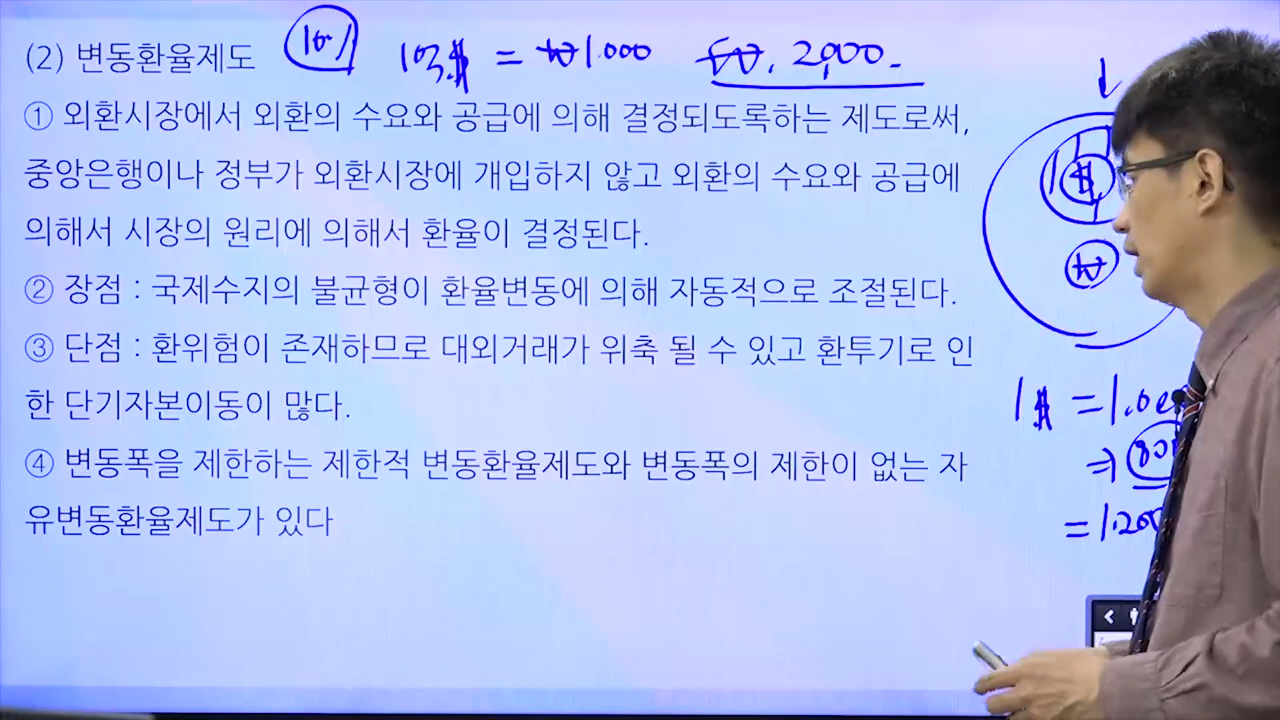 (2) 변동환율제도
= ₩1.000 ₩. 2,000.
① 외환시장에서 외환의 수요와 공급에 의해 결정되도록하는 제도로써,
중앙은행이나 정부가 외환시장에 개입하지 않고 외환의 수요와 공급에
의해서 시장의 원리에 의해서 환율이 결정된다.
$
₩
② 장점 : 국제수지의 불균형이 환율변동에 의해 자동적으로 조절된다.
③ 단점 : 환위험이 존재하므로 대외거래가 위축 될 수 있고 환투기로 인
한 단기자본이동이 많다.
1$ =
④ 변동폭을 제한하는 제한적 변동환율제도와 변동폭의 제한이 없는 자
유변동환율제도가 있다